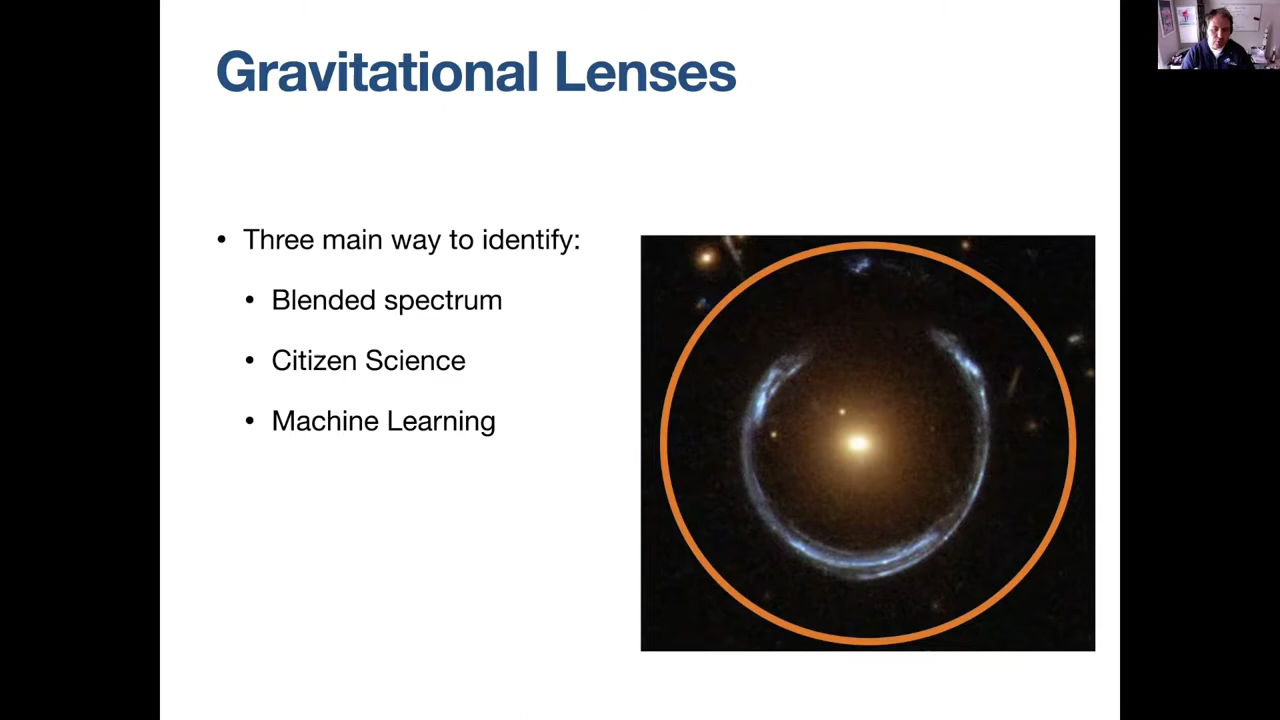 Gravitational Lenses
• Three main way to identify:
• Blended spectrum
• Citizen Science
• Machine Learning